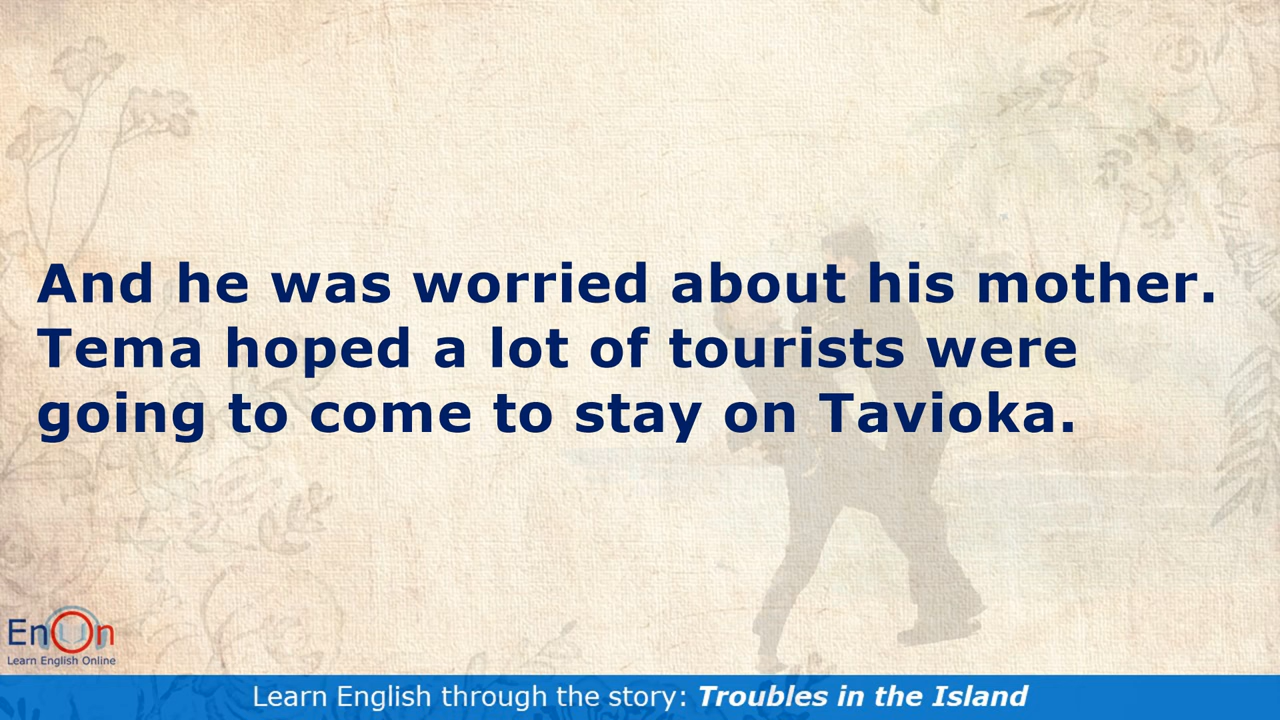 And he was worried about his mother.
Tema hoped a lot of tourists were
going to come to stay on Tavioka.
EnOn
Learn English Online
Learn English through the story: Troubles in the Island